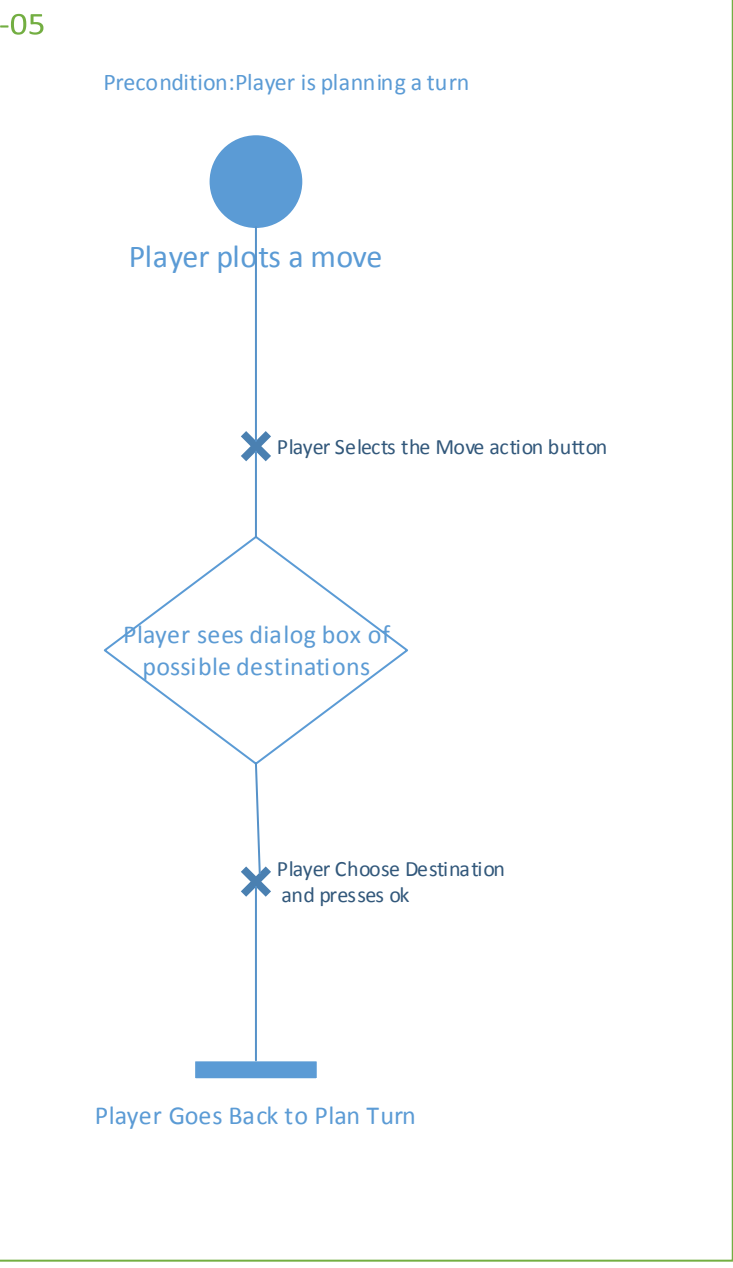 -05
Precondition:Player is planning a turn
Player plots a move
Player Selects the Move action button
Player sees dialog box of
possible destinations
Player Choose Destination
and presses ok
Player Goes Back to Plan Turn